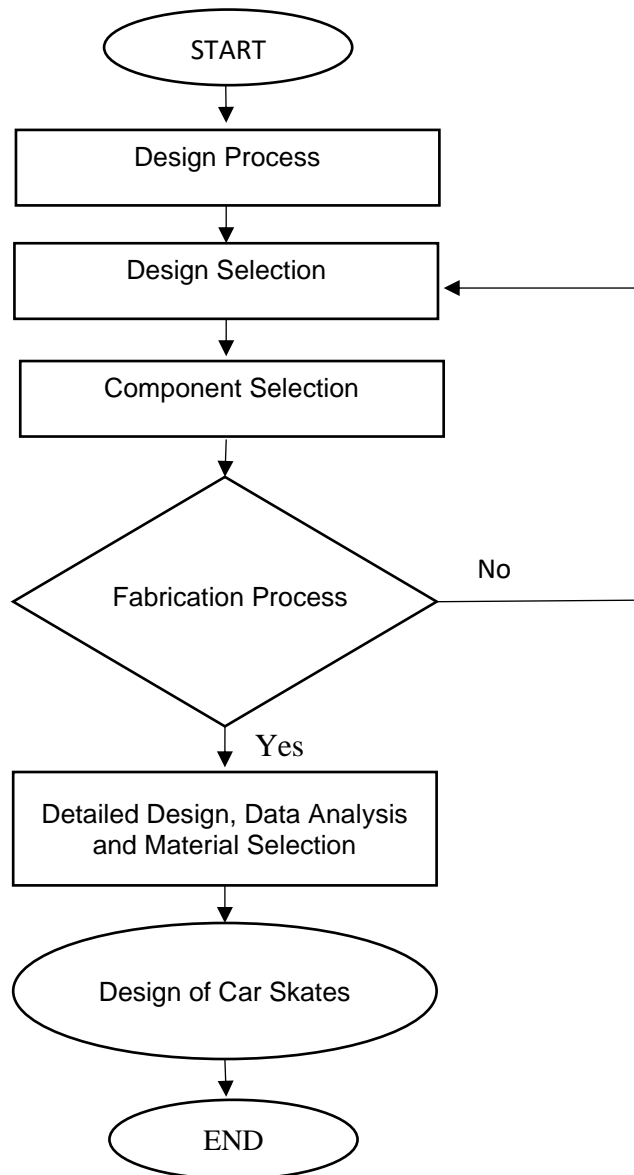 START
Design Process
Design Selection
Component Selection
Fabrication Process
No
Yes
Detailed Design, Data Analysis
and Material Selection
Design of Car Skates
END